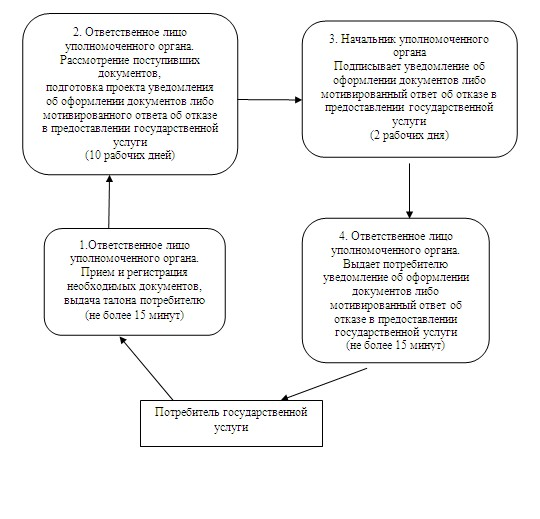 2. Ответственное лицо
уполномоченного органа.
Рассмотрение поступивших
документов,
подготовка проекта уведомления
об оформлении документов либо
мотивированного ответа об отказе
в предоставлении государственной
услуги
(10 рабочих дней)
3. Начальник уполномоченного
органа
Подписывает уведомление об
оформлении документов либо
мотивированный ответ об отказе в
предоставлении государственной
услуги
(2 рабочих дня)
1.Ответственное лицо
уполномоченного органа.
Прием и регистрация
необходимых документов,
выдача талона потребителю
(не более 15 минут)
4. Ответственное лицо
уполномоченного органа.
Выдает потребителю
уведомление об оформлении
документов либо
мотивированный ответ об
отказе в предоставлении
государственной услуги
(не более 15 минут)
Потребитель государственной
услуги